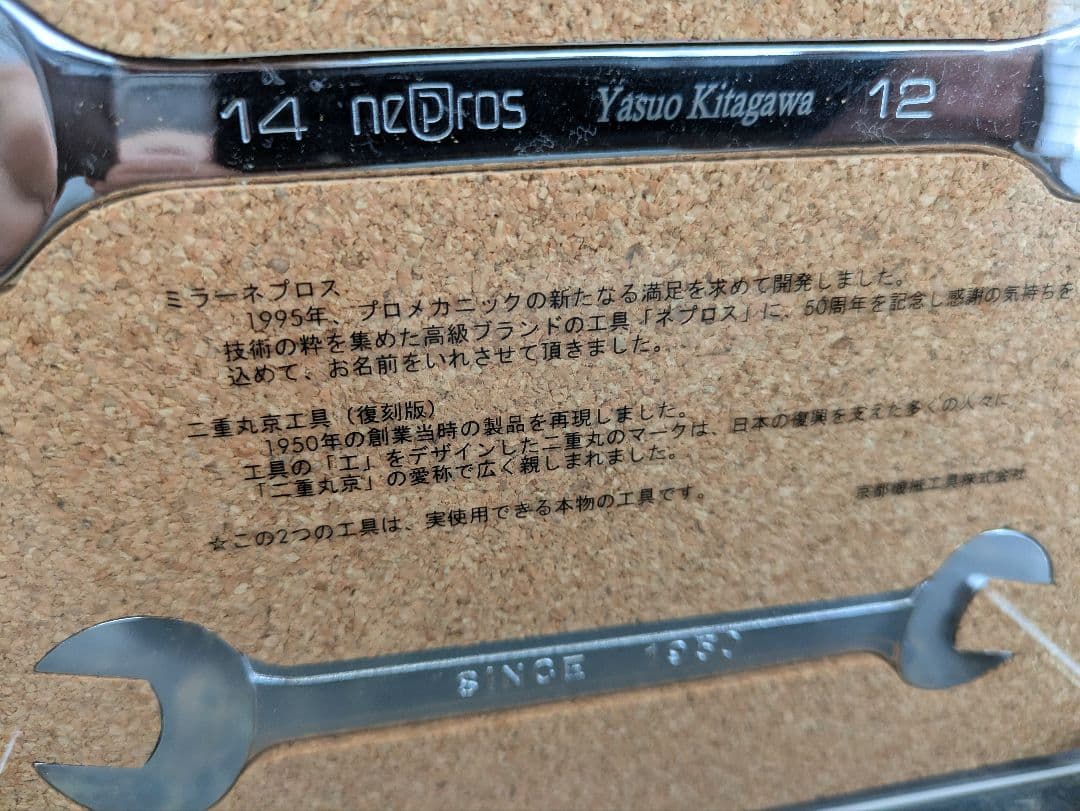 14 nepros Yasuo Kitagawa 12
ミラーネプロス
1995年、プロメカニックの新たなる満足を求めて開発しました。
技術の粋を集めた高級ブランドの工具「ネプロス」に、50周年を記念し感謝の気持ちを
込めて、お名前をいれさせて頂きました。
二重丸京工具（復刻版）
1950年の創業当時の製品を再現しました。
工具の「工」をデザインした二重丸のマークは、日本の復興を支えた多くの人々に
「二重丸京」の愛称で広く親しまれました。
京都機械工具株式会社
☆この2つの工具は、実使用できる本物の工具です。
SINCE 1950